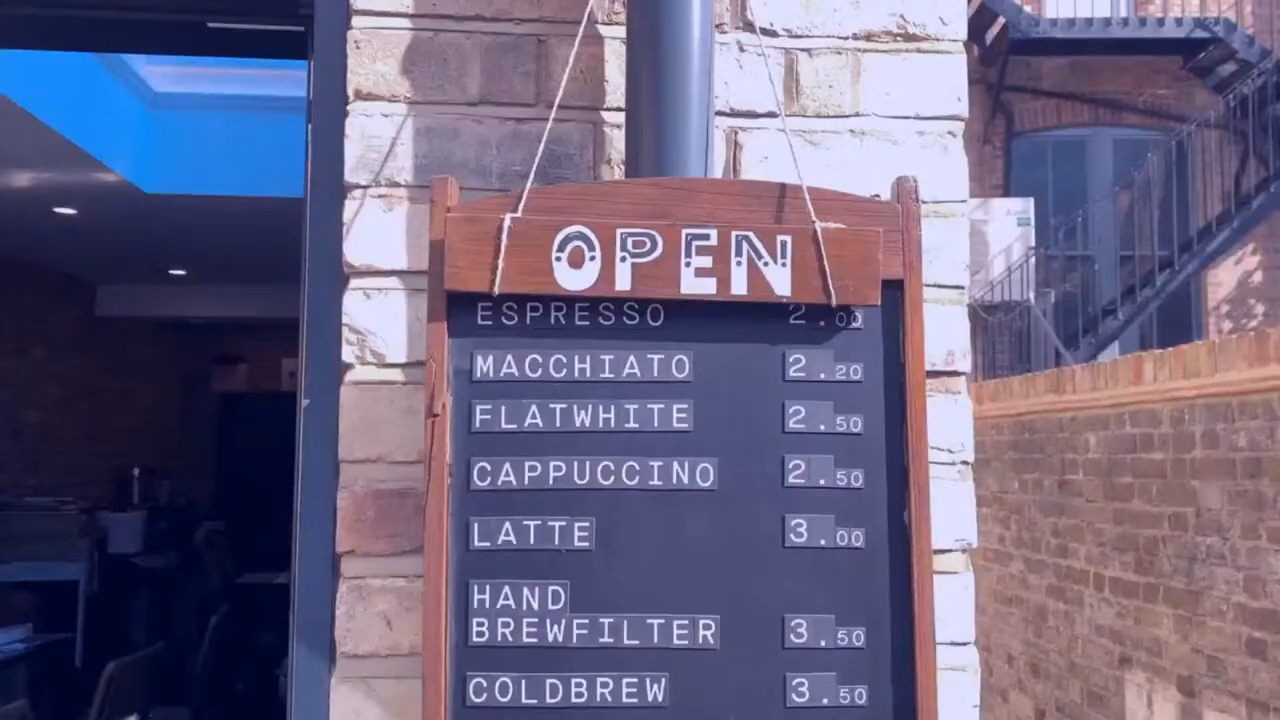 OPEN
ESPRESSO 2.00
MACCHIATO 2.20
FLATWHITE 2.50
CAPPUCCINO 2.50
LATTE 3.00
HAND
BREWFILTER 3.50
COLDBREW 3.50